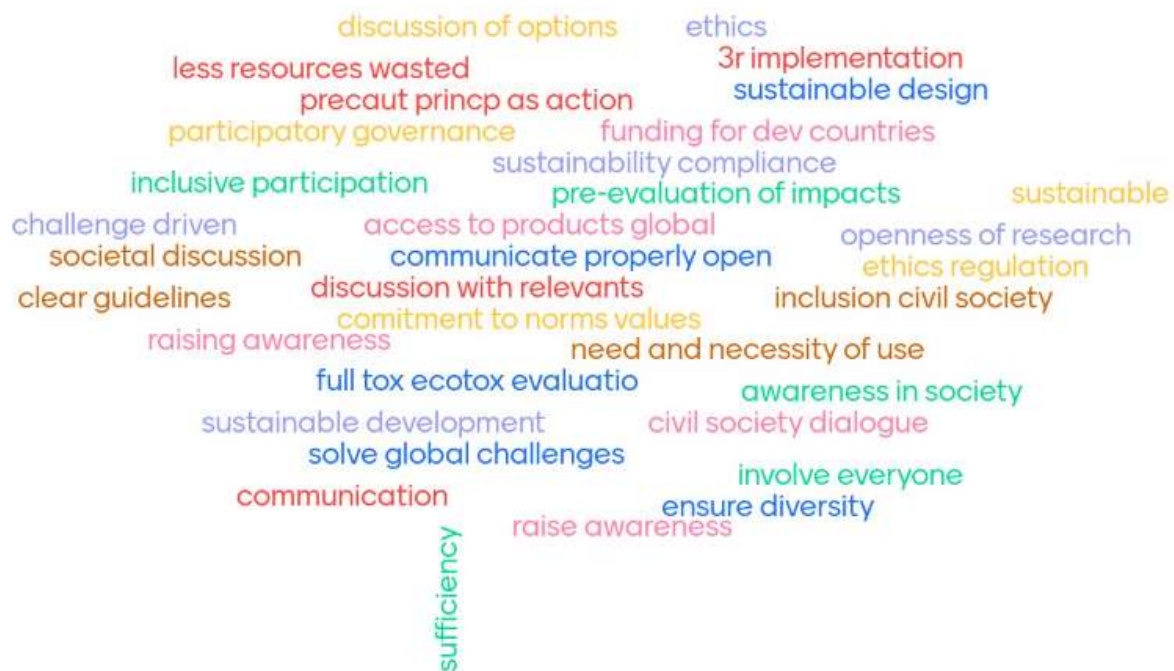 discussion of options
ethics
3r implementation
less resources wasted
sustainable design
precaut princp as action
participatory governance
funding for dev countries
sustainability compliance
inclusive participation
pre-evaluation of impacts
sustainable
challenge driven
access to products global
openness of research
societal discussion
communicate properly open
ethics regulation
clear guidelines
discussion with relevants
inclusion civil society
comitment to norms values
raising awareness
need and necessity of use
full tox ecotox evaluatio
awareness in society
sustainable development
civil society dialogue
solve global challenges
involve everyone
communication
ensure diversity
raise awareness
sufficiency